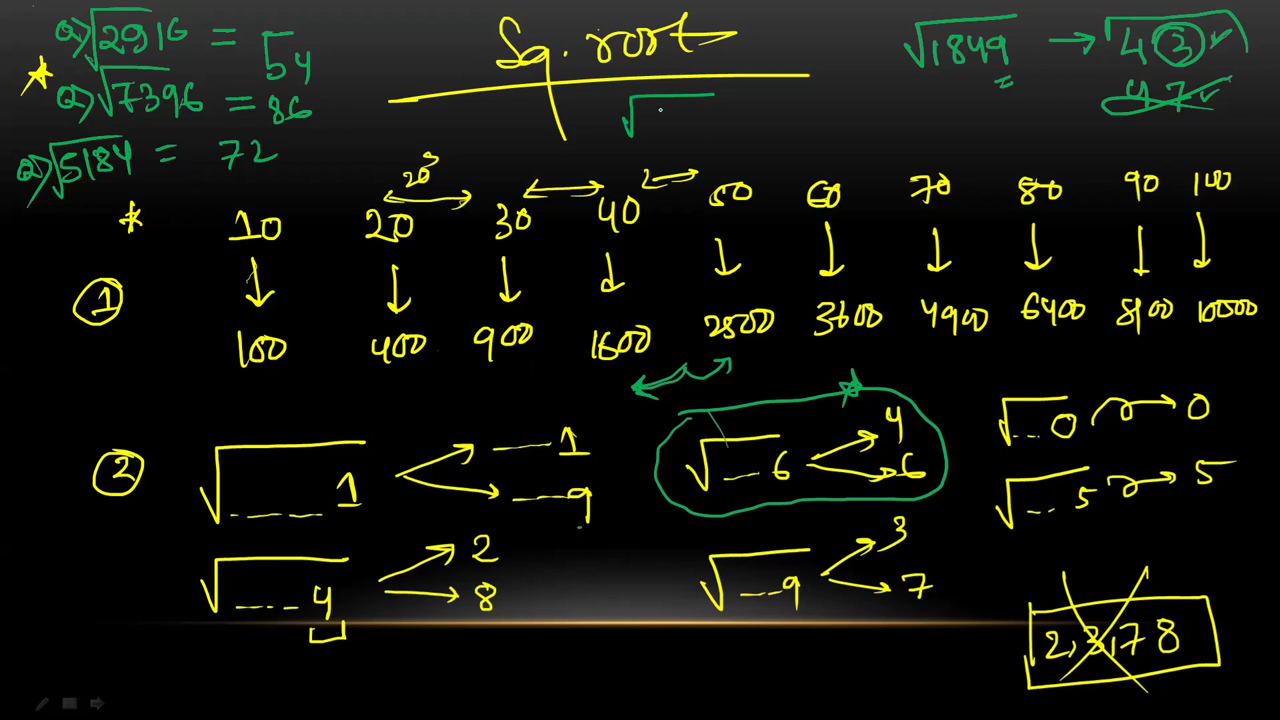 Sq. root
Q) √2916 = 54
Q) √7396 = 86
Q) √5184 = 72
√1849 → 43 ✓
47 ✓
√
20²
* 10 20 30 40 50 60 70 80 90 100
① 100 400 900 1600 2500 3600 4900 6400 8100 10000
② √_ _ _ _ 1 _ _ 1
_ _ 9
√_ _ _ 6 4
6
√_ _ _ 0 → 0
√_ _ _ 5 → 5
√_ _ _ 4 2
8
√_ _ _ 9 3
7
2, 3, 7 8